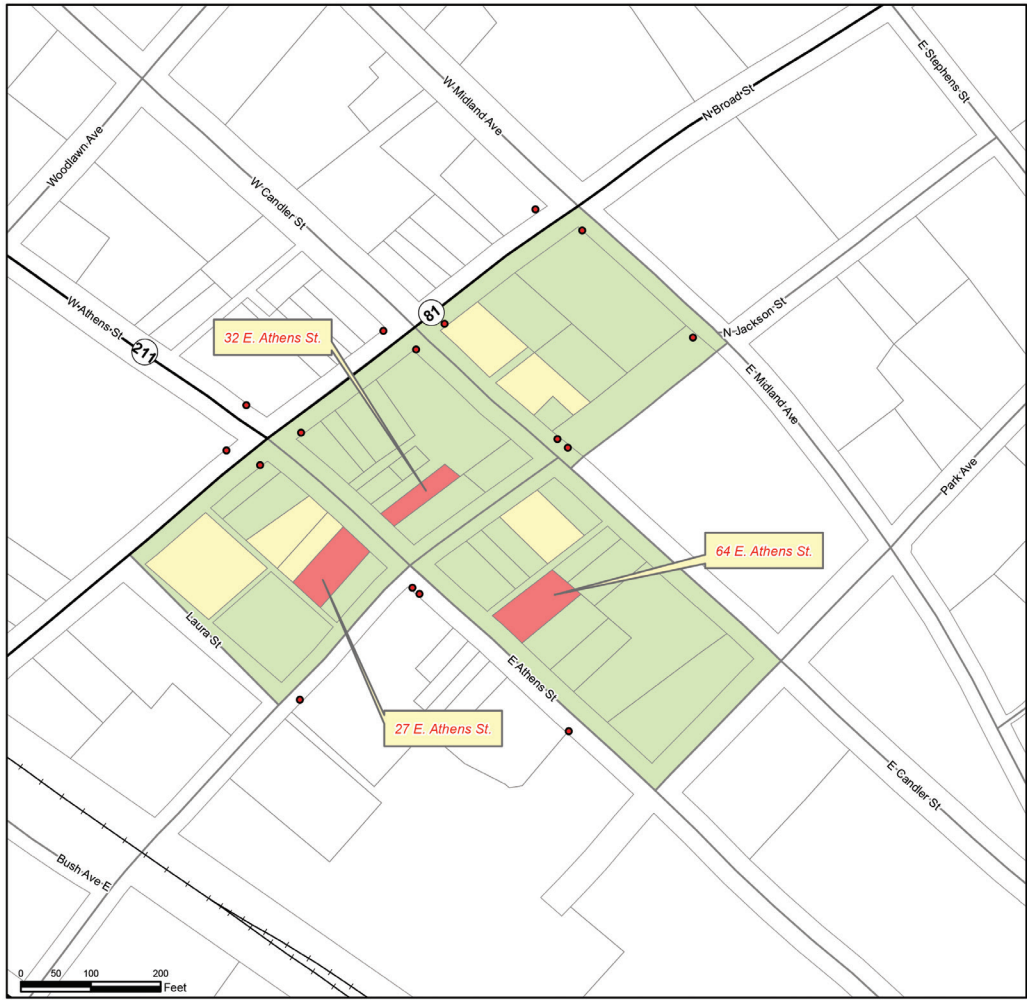 E Stephens St
W Midland Ave
N Broad St
Woodlawn Ave
W Candler St
W Athens St
81
N Jackson St
32 E. Athens St.
211
E Midland Ave
Park Ave
64 E. Athens St.
Laura St
E Athens St
27 E. Athens St.
E Candler St
Bush Ave E
0 50 100 200
Feet